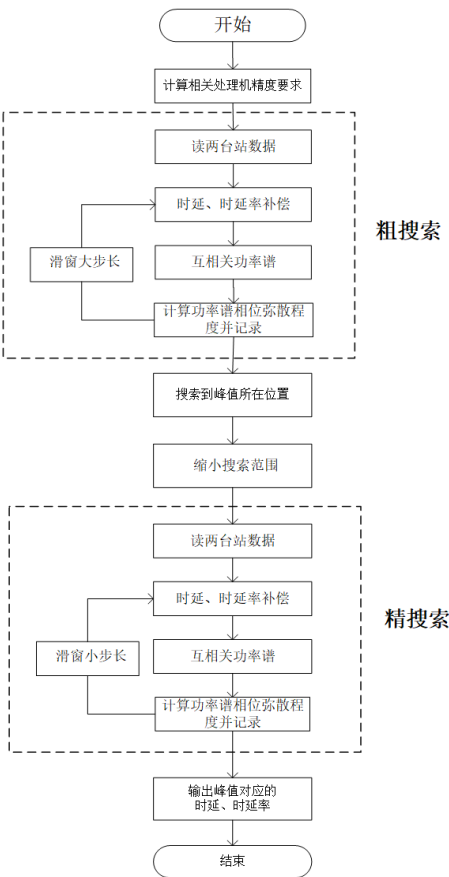 开始
计算相关处理机精度要求
读两台站数据
时延、时延率补偿
粗搜索
滑窗大步长
互相关功率谱
计算功率谱相位弥散程
度并记录
搜索到峰值所在位置
缩小搜索范围
读两台站数据
时延、时延率补偿
精搜索
滑窗小步长
互相关功率谱
计算功率谱相位弥散程
度并记录
输出峰值对应的
时延、时延率
结束